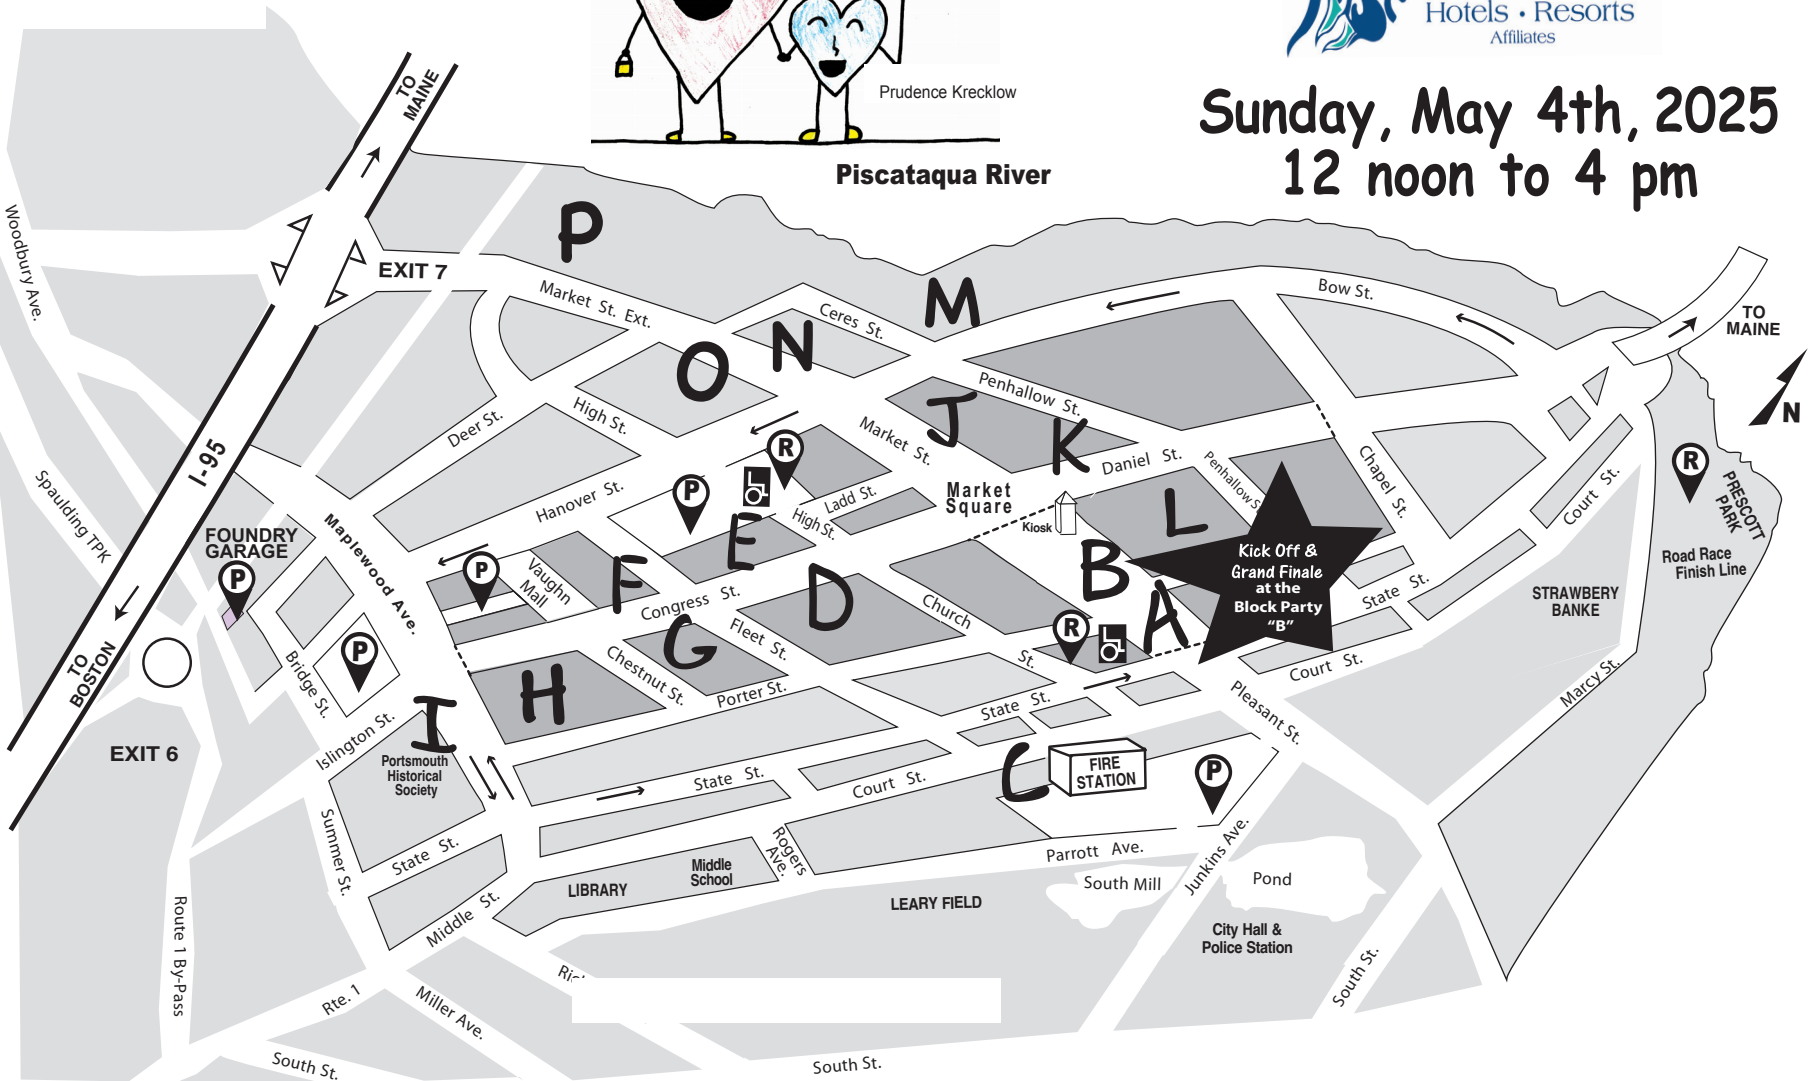 Hotels • Resorts
Affiliates
Prudence Krecklow
Sunday, May 4th, 2025
12 noon to 4 pm
Piscataqua River
TO
MAINE
P
Woodbury Ave.
EXIT 7
Market St. Ext.
Ceres St.
M
Bow St.
TO
MAINE
N
O
N
Penhallow St.
J
K
Deer St.
High St.
Market St.
Daniel St.
Penhallow St.
Chapel St.
I-95
R
P
Hanover St.
Ladd St.
High St.
Market
Square
Kiosk
L
Court St.
R
PRESCOTT
PARK
Road Race
Finish Line
Spaulding TPK
FOUNDRY
GARAGE
P
Maplewood Ave.
P
Vaughn
Mall
F
E
D
B
A
Kick Off &
Grand Finale
at the
Block Party
“B”
Congress St.
Church
St.
R
State St.
STRAWBERY
BANKE
TO
BOSTON
P
Bridge St.
G
Fleet St.
Chestnut St.
Porter St.
H
I
Court St.
Marcy St.
Pleasant St.
State St.
EXIT 6
Islington St.
Portsmouth
Historical
Society
State St.
Court St.
C
FIRE
STATION
P
Summer St.
State St.
Rogers
Ave.
Parrott Ave.
Junkins Ave.
Middle
School
LIBRARY
LEARY FIELD
South Mill
Pond
City Hall &
Police Station
Middle St.
Route 1 By-Pass
Rte. 1
Miller Ave.
South St.
South St.
South St.